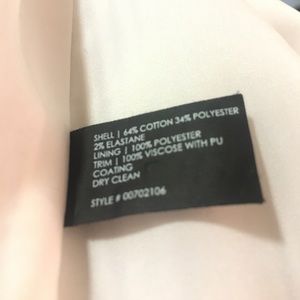 SHELL | 64% COTTON 34% POLYESTER
2% ELASTANE
LINING | 100% POLYESTER
TRIM | 100% VISCOSE WITH PU
COATING
DRY CLEAN
STYLE # 00702106